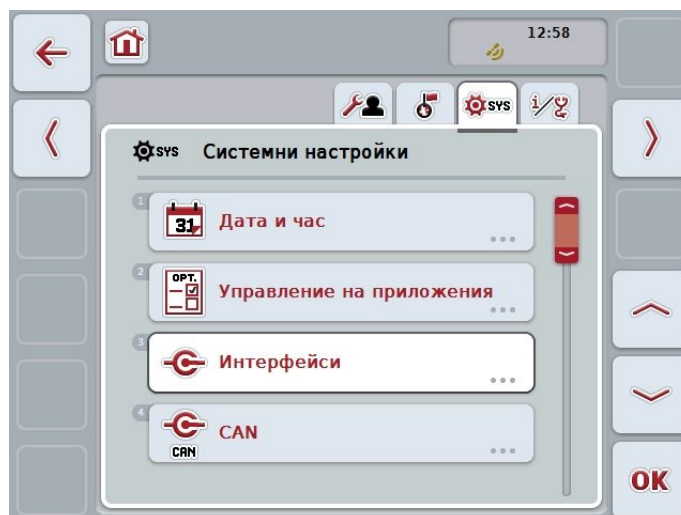 12:58
SYS
i/
SYS Системни настройки
1
31
Дата и час
2
ОРТ.
Управление на приложения
3
Интерфейси
4
CAN
CAN
OK